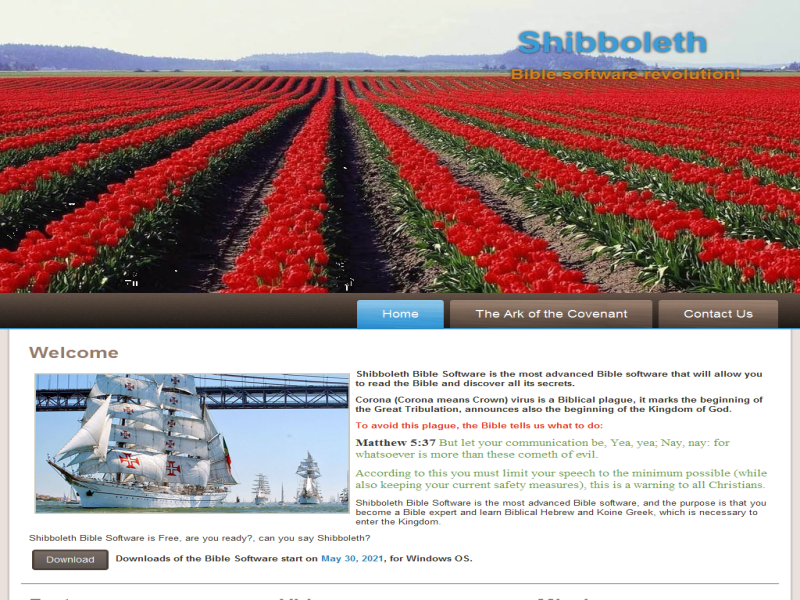 Shibboleth
Bible software revolution!
Home
The Ark of the Covenant
Contact Us
Welcome
Shibboleth Bible Software is the most advanced Bible software that will allow you
to read the Bible and discover all its secrets.
Corona (Corona means Crown) virus is a Biblical plague, it marks the beginning of
the Great Tribulation, announces also the beginning of the Kingdom of God.
To avoid this plague, the Bible tells us what to do:
Matthew 5:37 But let your communication be, Yea, yea; Nay, nay: for
whatsoever is more than these cometh of evil.
According to this you must limit your speech to the minimum possible (while
also keeping your current safety measures), this is a warning to all Christians.
Shibboleth Bible Software is the most advanced Bible software, and the purpose is that you
become a Bible expert and learn Biblical Hebrew and Koine Greek, which is necessary to
enter the Kingdom.
Shibboleth Bible Software is Free, are you ready?, can you say Shibboleth?
Download
Downloads of the Bible Software start on May 30, 2021, for Windows OS.